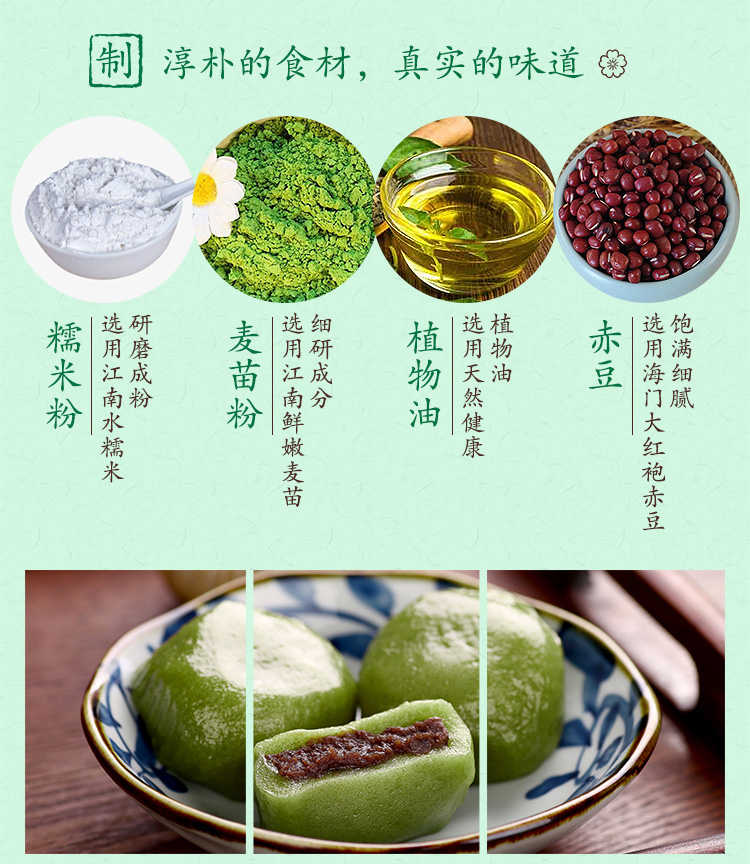 制
淳朴的食材，真实的味道
糯米粉
选用江南水糯米
研磨成粉
麦苗粉
选用江南鲜嫩麦苗
细研成分
植物油
选用天然健康
植物油
赤豆
选用海门大红袍赤豆
饱满细腻